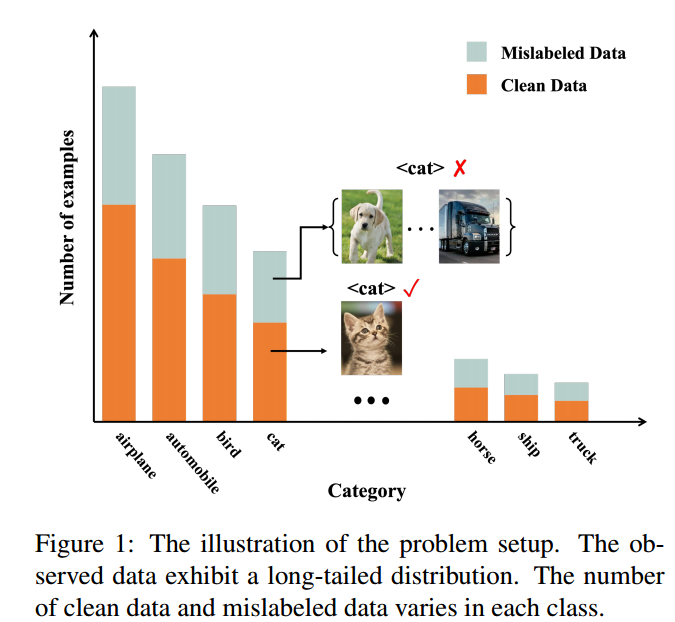 Mislabeled Data
Clean Data
Number of examples
<cat> ✗
...
<cat> ✓
...
airplane
automobile
bird
cat
horse
ship
truck
Category
Figure 1: The illustration of the problem setup. The ob-
served data exhibit a long-tailed distribution. The number
of clean data and mislabeled data varies in each class.